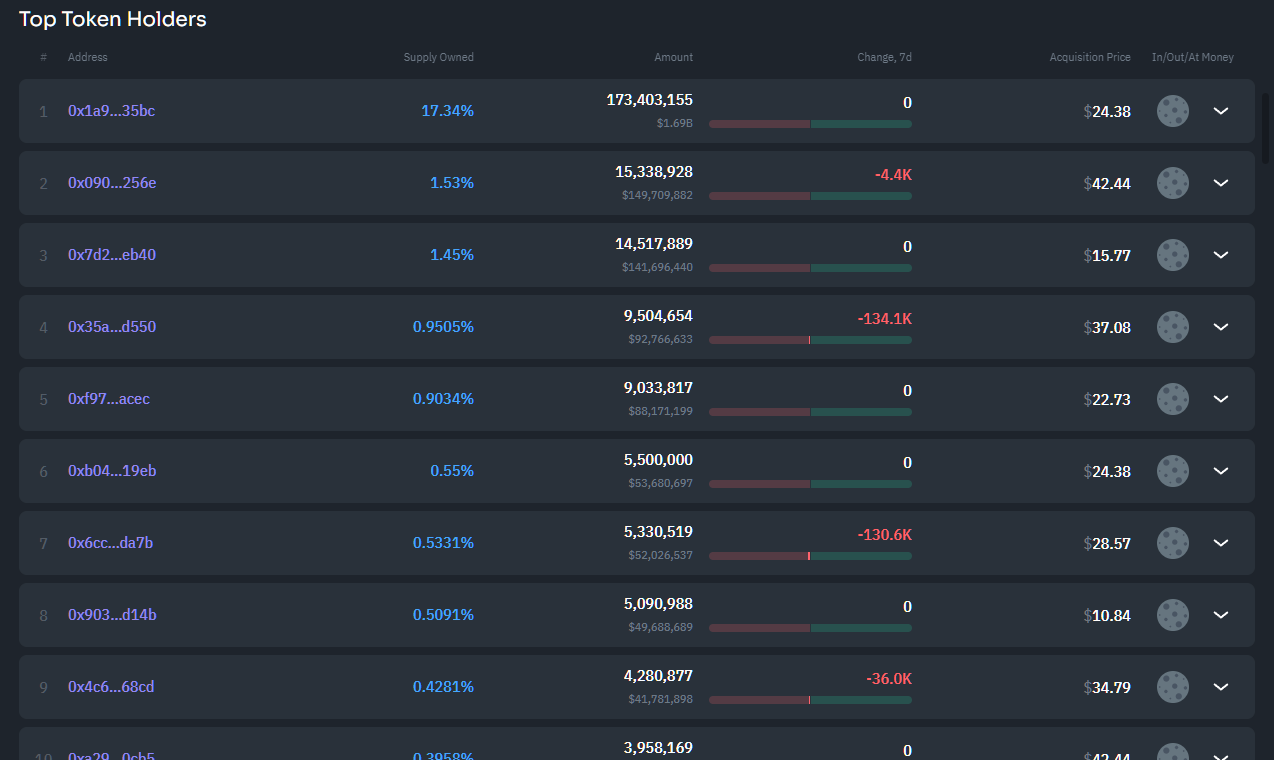 Top Token Holders
# Address Supply Owned Amount Change, 7d Acquisition Price In/Out/At Money
1 0x1a9...35bc 17.34% 173,403,155 0 $24.38
$1.69B
2 0x090...256e 1.53% 15,338,928 -4.4K $42.44
$149,709,882
3 0x7d2...eb40 1.45% 14,517,889 0 $15.77
$141,696,440
4 0x35a...d550 0.9505% 9,504,654 -134.1K $37.08
$92,766,633
5 0xf97...acec 0.9034% 9,033,817 0 $22.73
$88,171,199
6 0xb04...19eb 0.55% 5,500,000 0 $24.38
$53,680,697
7 0x6cc...da7b 0.5331% 5,330,519 -130.6K $28.57
$52,026,537
8 0x903...d14b 0.5091% 5,090,988 0 $10.84
$49,688,689
9 0x4c6...68cd 0.4281% 4,280,877 -36.0K $34.79
$41,781,898
10 0xa29...0cb5 0.3958% 3,958,169 0 $42.44